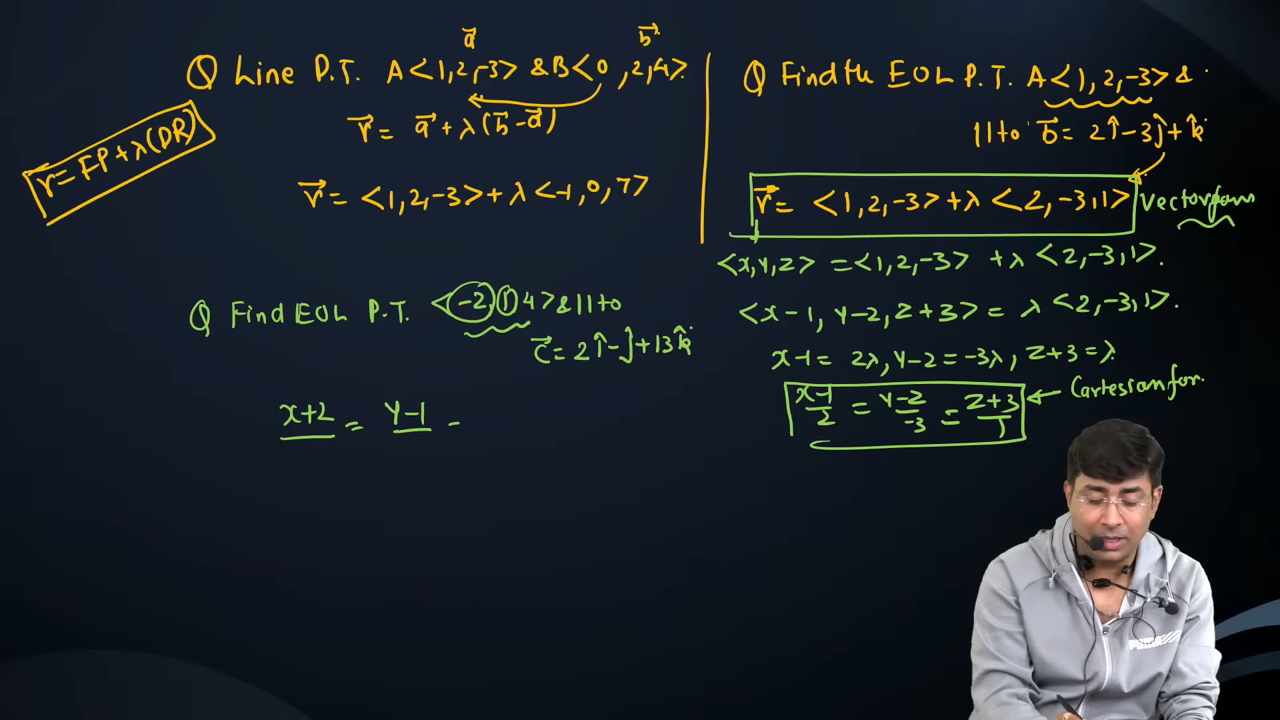 a⃗ b⃗
Q Line P.T. A<1,2,-3> & B<0,2,4>.
r⃗ = a⃗ + λ(b⃗-a⃗)
r⃗ = FP + λ(DR)
r⃗ = <1,2,-3> + λ<-1,0,7>
Q Find EOL P.T. <-2,1,4> & 11 to
c⃗ = 2î-ĵ+13k̂
x+2 = y-1 =
Q Find the EOL P.T. A<1,2,-3> &
11 to b⃗ = 2î-3ĵ+k̂
r⃗ = <1,2,-3> + λ<2,-3,1> Vector form
<x,y,z> = <1,2,-3> + λ<2,-3,1>.
<x-1, y-2, z+3> = λ<2,-3,1>.
x-1 = 2λ, y-2 = -3λ, z+3 = λ
x-1/2 = y-2/-3 = z+3/1 Cartesian for.